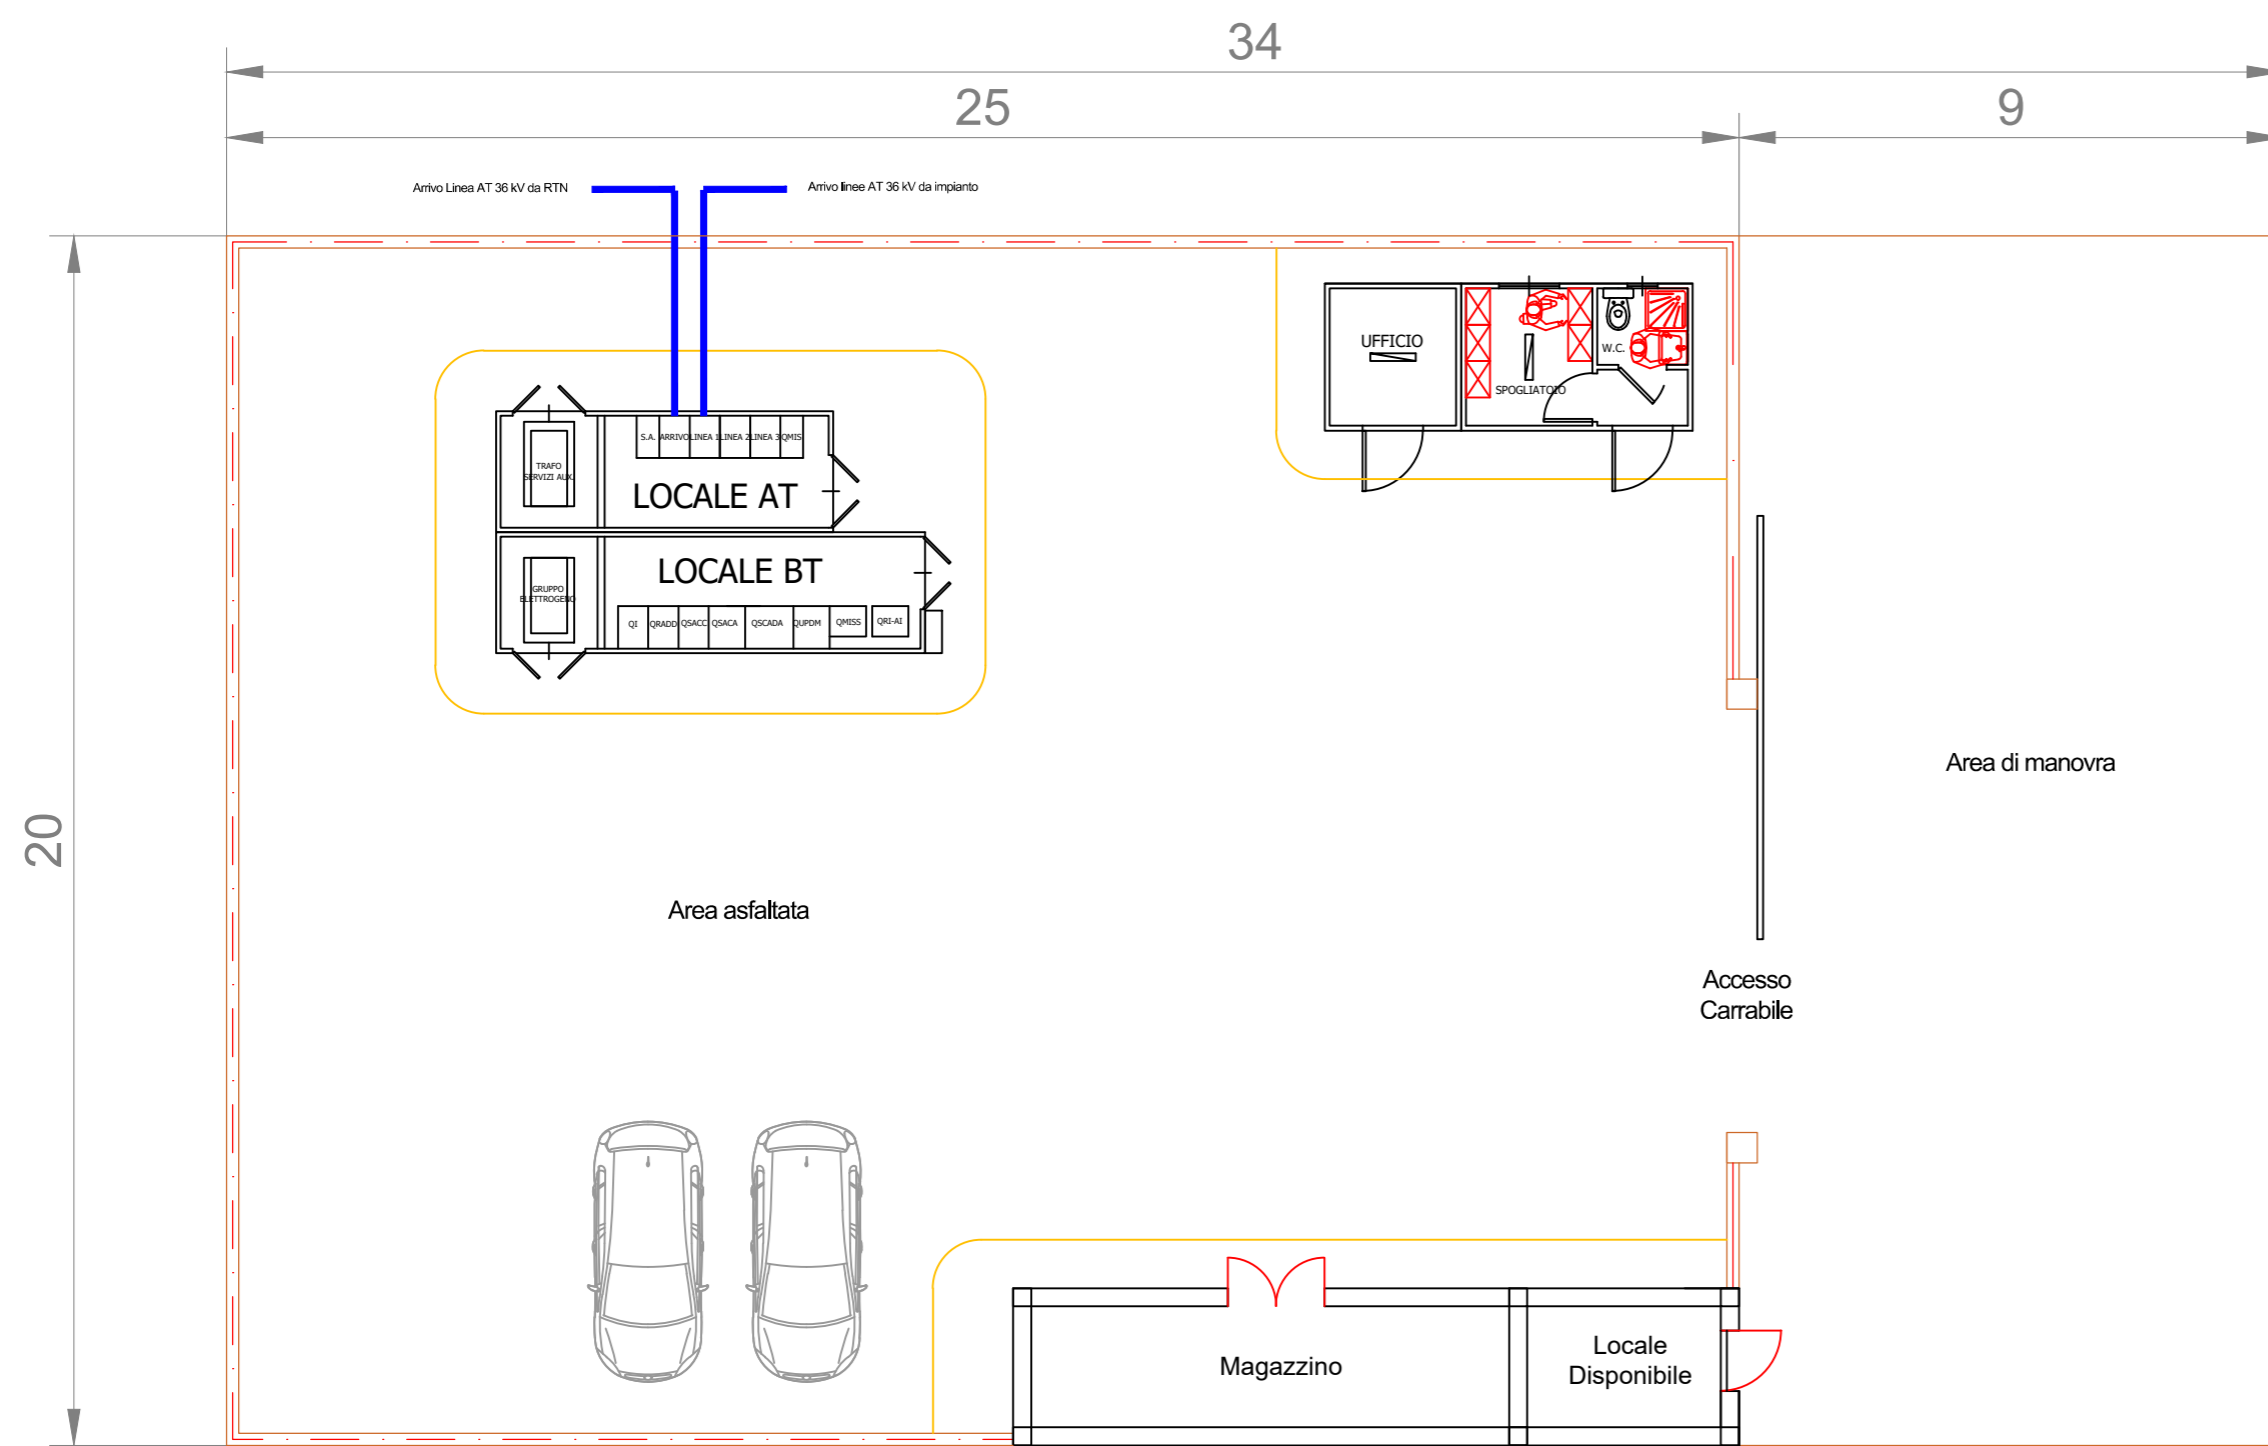 34
25
9
Arrivo Linea AT 36 kV da RTN
Arrivo linee AT 36 kV da impianto
UFFICIO
SPOGLIATOIO
W.C.
S.A.
ARRIVO
LINEA 1
LINEA 2
LINEA 3
QMIS
TRAFO
SERVIZI AUX.
LOCALE AT
LOCALE BT
GRUPPO
ELETTROGENO
QI
QRADD
QSACC
QSACA
QSCADA
QUPDM
QMISS
QRI-AI
20
Area di manovra
Area asfaltata
Accesso
Carrabile
Magazzino
Locale
Disponibile